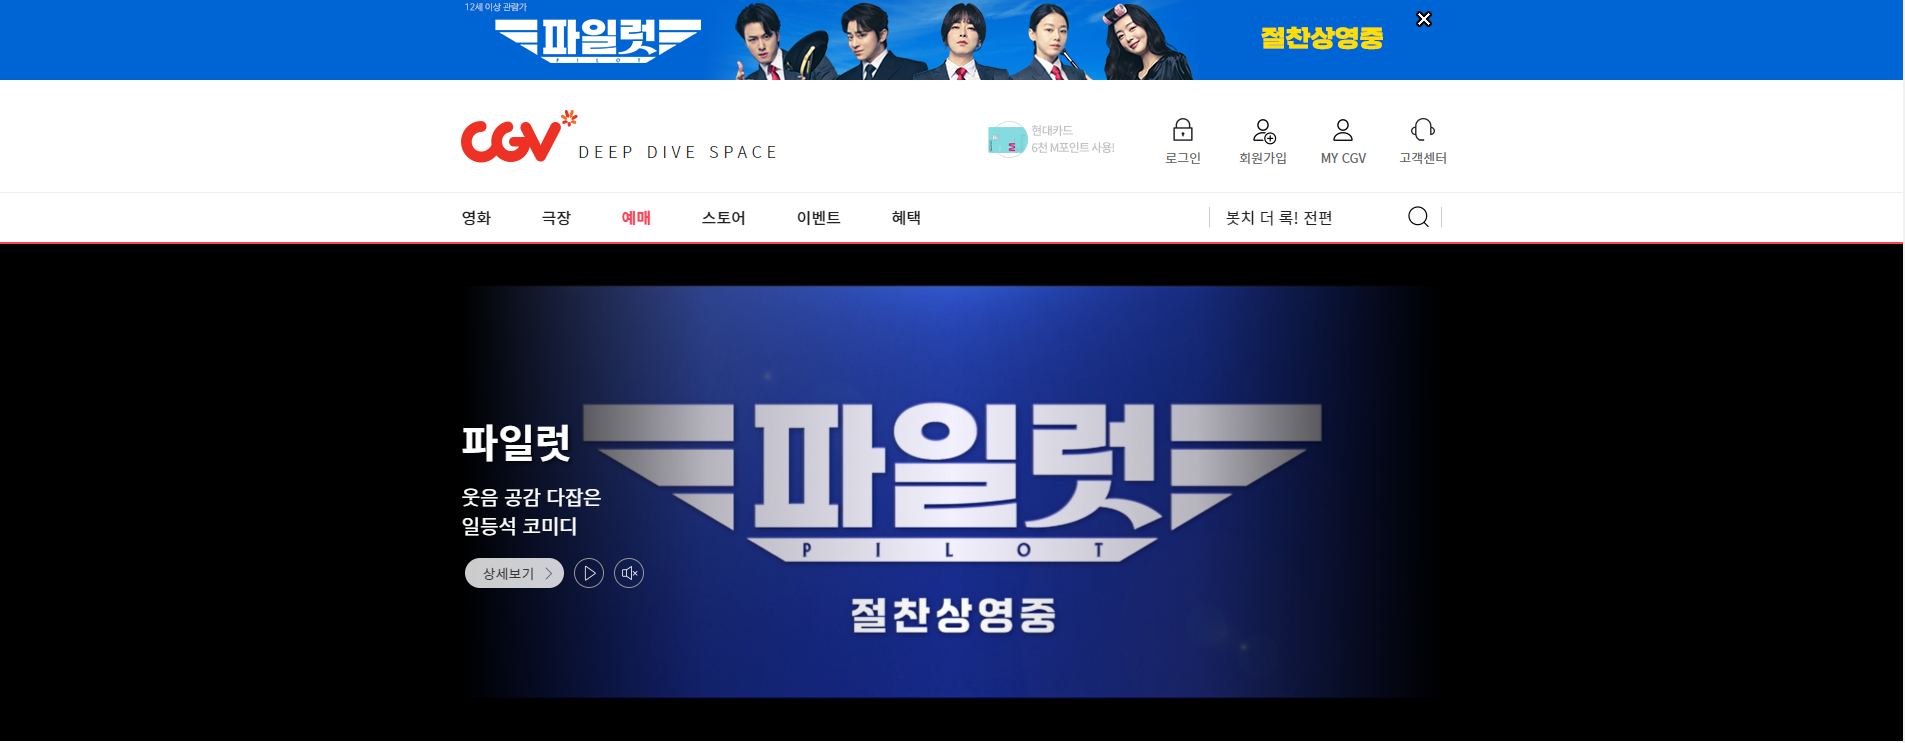 12세 이상 관람가
파일럿
PILOT
절찬상영중
CGV
DEEP DIVE SPACE
현대카드
6천 M포인트 사용!
로그인
회원가입
MY CGV
고객센터
영화
극장
예매
스토어
이벤트
혜택
봇치 더 록! 전편
파일럿
웃음 공감 다잡은
일등석 코미디
상세보기
파일럿
PILOT
절찬상영중